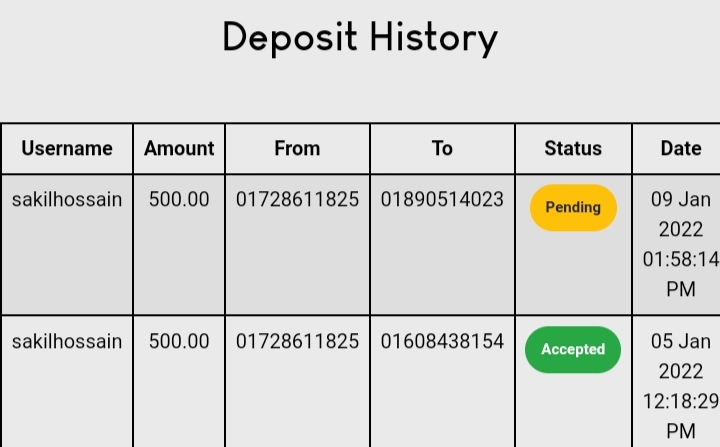 Deposit History
Username Amount From To Status Date
sakilhossain 500.00 01728611825 01890514023 Pending 09 Jan
2022
01:58:14
PM
sakilhossain 500.00 01728611825 01608438154 Accepted 05 Jan
2022
12:18:29
PM